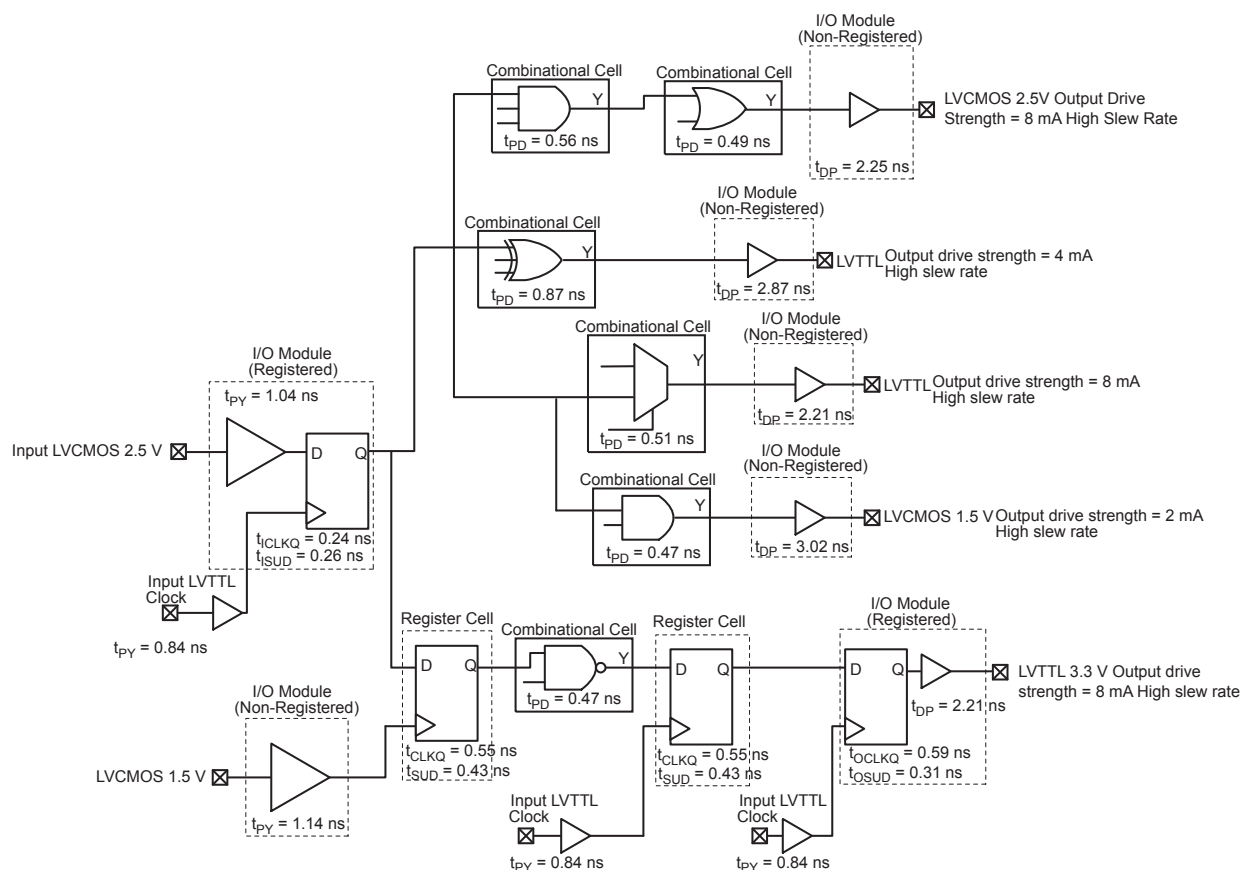 I/O Module
(Non-Registered)
Combinational Cell
Y
tPD = 0.56 ns
Combinational Cell
Y
tPD = 0.49 ns
tDP = 2.25 ns
LVCMOS 2.5V Output Drive
Strength = 8 mA High Slew Rate
I/O Module
(Non-Registered)
Combinational Cell
Y
tPD = 0.87 ns
tDP = 2.87 ns
LVTTL Output drive strength = 4 mA
High slew rate
I/O Module
(Non-Registered)
Combinational Cell
Y
tPD = 0.51 ns
tDP = 2.21 ns
LVTTL Output drive strength = 8 mA
High slew rate
I/O Module
(Registered)
tPY = 1.04 ns
Input LVCMOS 2.5 V
D
Q
tICLKQ = 0.24 ns
tISUD = 0.26 ns
Input LVTTL
Clock
tPY = 0.84 ns
I/O Module
(Non-Registered)
Combinational Cell
Y
tPD = 0.47 ns
tDP = 3.02 ns
LVCMOS 1.5 V Output drive strength = 2 mA
High slew rate
Register Cell
D
Q
tCLKQ = 0.55 ns
tSUD = 0.43 ns
Combinational Cell
Y
tPD = 0.47 ns
Register Cell
D
Q
tCLKQ = 0.55 ns
tSUD = 0.43 ns
I/O Module
(Registered)
D
Q
tDP = 2.21 ns
tOCLKQ = 0.59 ns
tOSUD = 0.31 ns
LVTTL 3.3 V Output drive
strength = 8 mA High slew rate
I/O Module
(Non-Registered)
LVCMOS 1.5 V
tPY = 1.14 ns
Input LVTTL
Clock
tPY = 0.84 ns
Input LVTTL
Clock
tPY = 0.84 ns